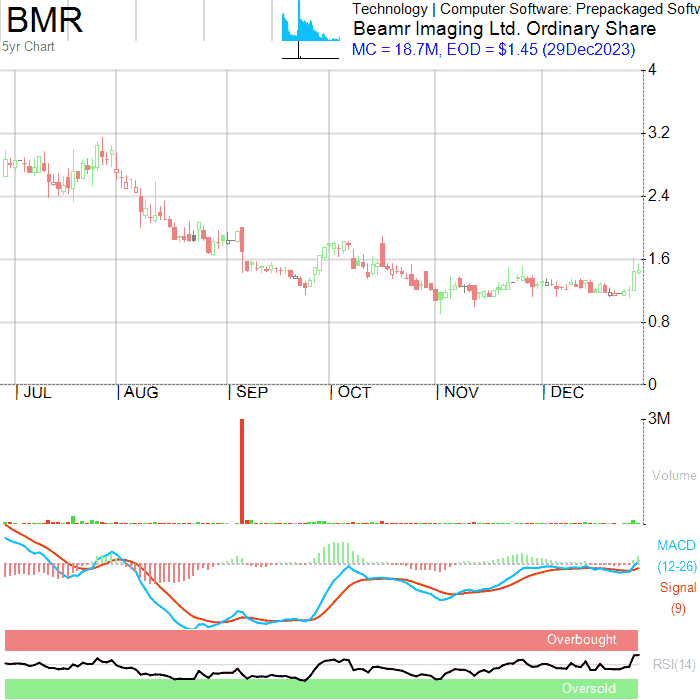 BMR
5yr Chart
Technology | Computer Software: Prepackaged Softw
Beamr Imaging Ltd. Ordinary Share
MC = 18.7M, EOD = $1.45 (29Dec2023)
4
3.2
2.4
1.6
0.8
0
JUL AUG SEP OCT NOV DEC
3M
Volume
MACD
(12-26)
Signal
(9)
Overbought
RSI(14)
Oversold